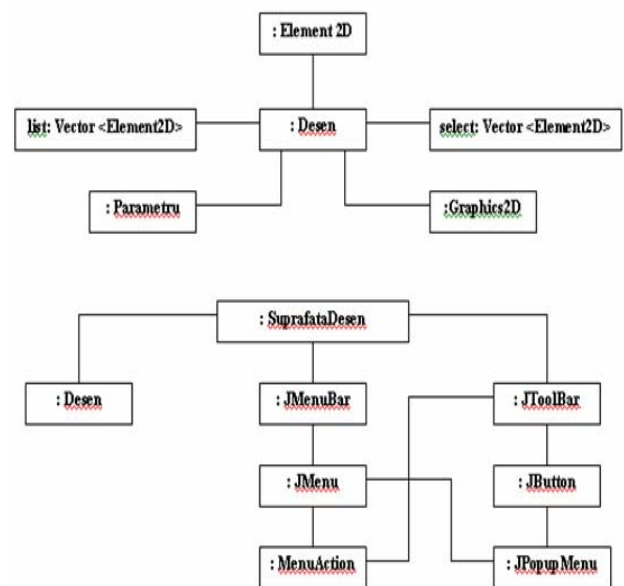 : Element 2D
list: Vector <Element2D>
: Desen
select: Vector <Element2D>
: Parametru
:Graphics2D
: SuprafataDesen
: Desen
: JMenuBar
: JToolBar
: JMenu
: JButton
: MenuAction
: JPopupMenu